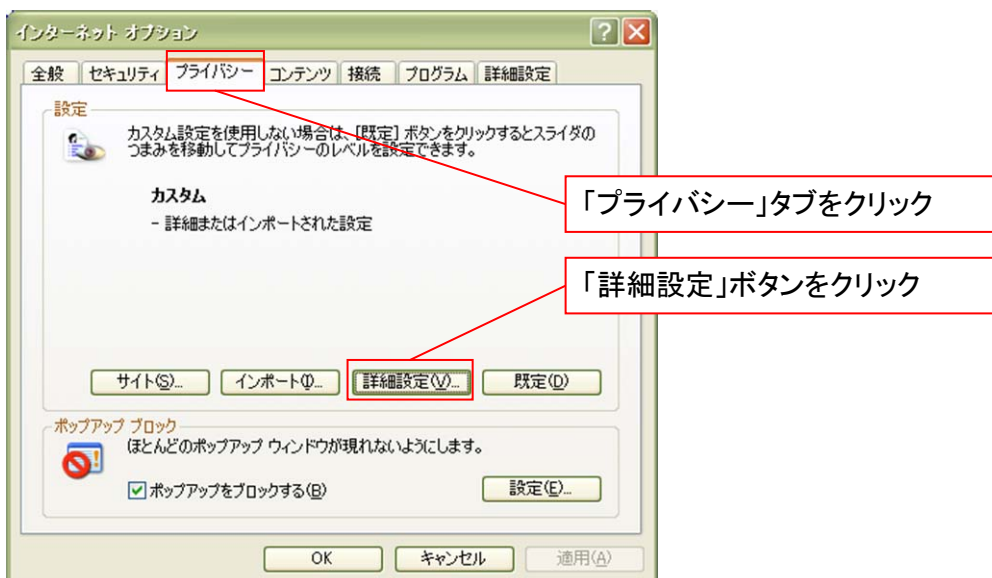 インターネット オプション
全般 セキュリティ プライバシー コンテンツ 接続 プログラム 詳細設定
設定
カスタム設定を使用しない場合は、[既定] ボタンをクリックするとスライダの
つまみを移動してプライバシーのレベルを設定できます。
カスタム
- 詳細またはインポートされた設定
「プライバシー」タブをクリック
「詳細設定」ボタンをクリック
サイト(S)... インポート(I)... 詳細設定(V)... 既定(D)
ポップアップ ブロック
ほとんどのポップアップ ウィンドウが現れないようにします。
ポップアップをブロックする(B) 設定(E)...
OK キャンセル 適用(A)